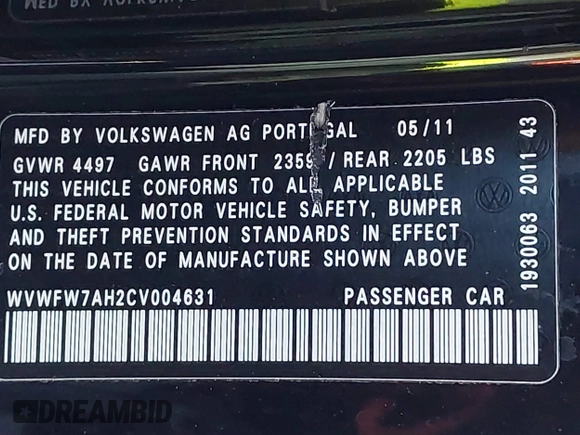 MFD BY VOLKSWAGEN AG PORTUGAL 05/11
GVWR 4497 GAWR FRONT 2359 / REAR 2205 LBS
THIS VEHICLE CONFORMS TO ALL APPLICABLE
U.S. FEDERAL MOTOR VEHICLE SAFETY, BUMPER
AND THEFT PREVENTION STANDARDS IN EFFECT
ON THE DATE OF MANUFACTURE SHOWN ABOVE
WVWFW7AH2CV004631 PASSENGER CAR
1930063 2011 43
DREAMBID